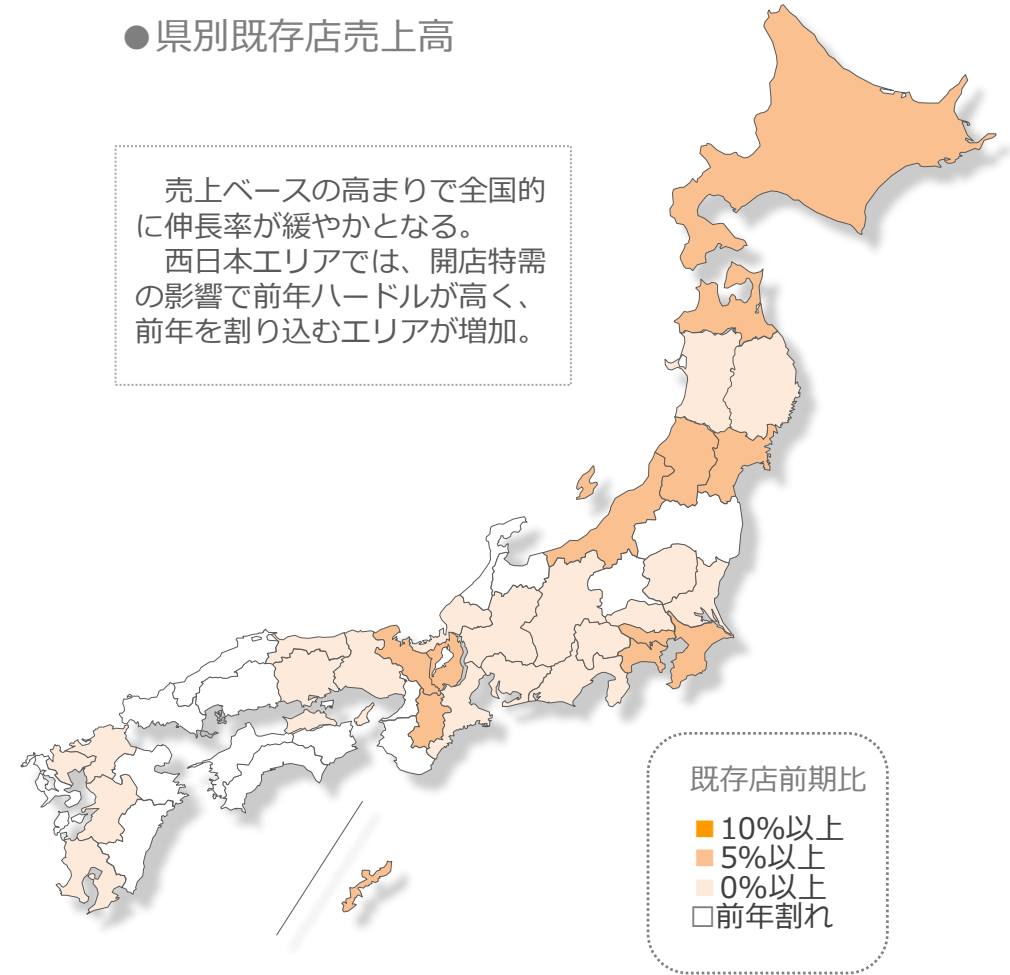 ●県別既存店売上高
　売上ベースの高まりで全国的
に伸長率が緩やかとなる。
　西日本エリアでは、開店特需
の影響で前年ハードルが高く、
前年を割り込むエリアが増加。
既存店前期比
■10%以上
■5%以上
■0%以上
□前年割れ